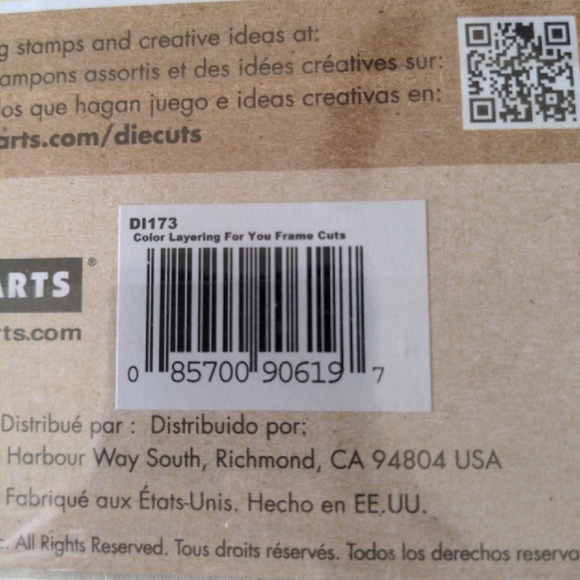 g stamps and creative ideas at:
ampons assortis et des idées créatives sur:
os que hagan juego e ideas creativas en:
arts.com/diecuts
DI173
Color Layering For You Frame Cuts
ARTS®
rts.com
0 85700 90619 7
Distribué par : Distribuido por:
Harbour Way South, Richmond, CA 94804 USA
Fabriqué aux États-Unis. Hecho en EE.UU.
c. All Rights Reserved. Tous droits réservés. Todos los derechos reserva